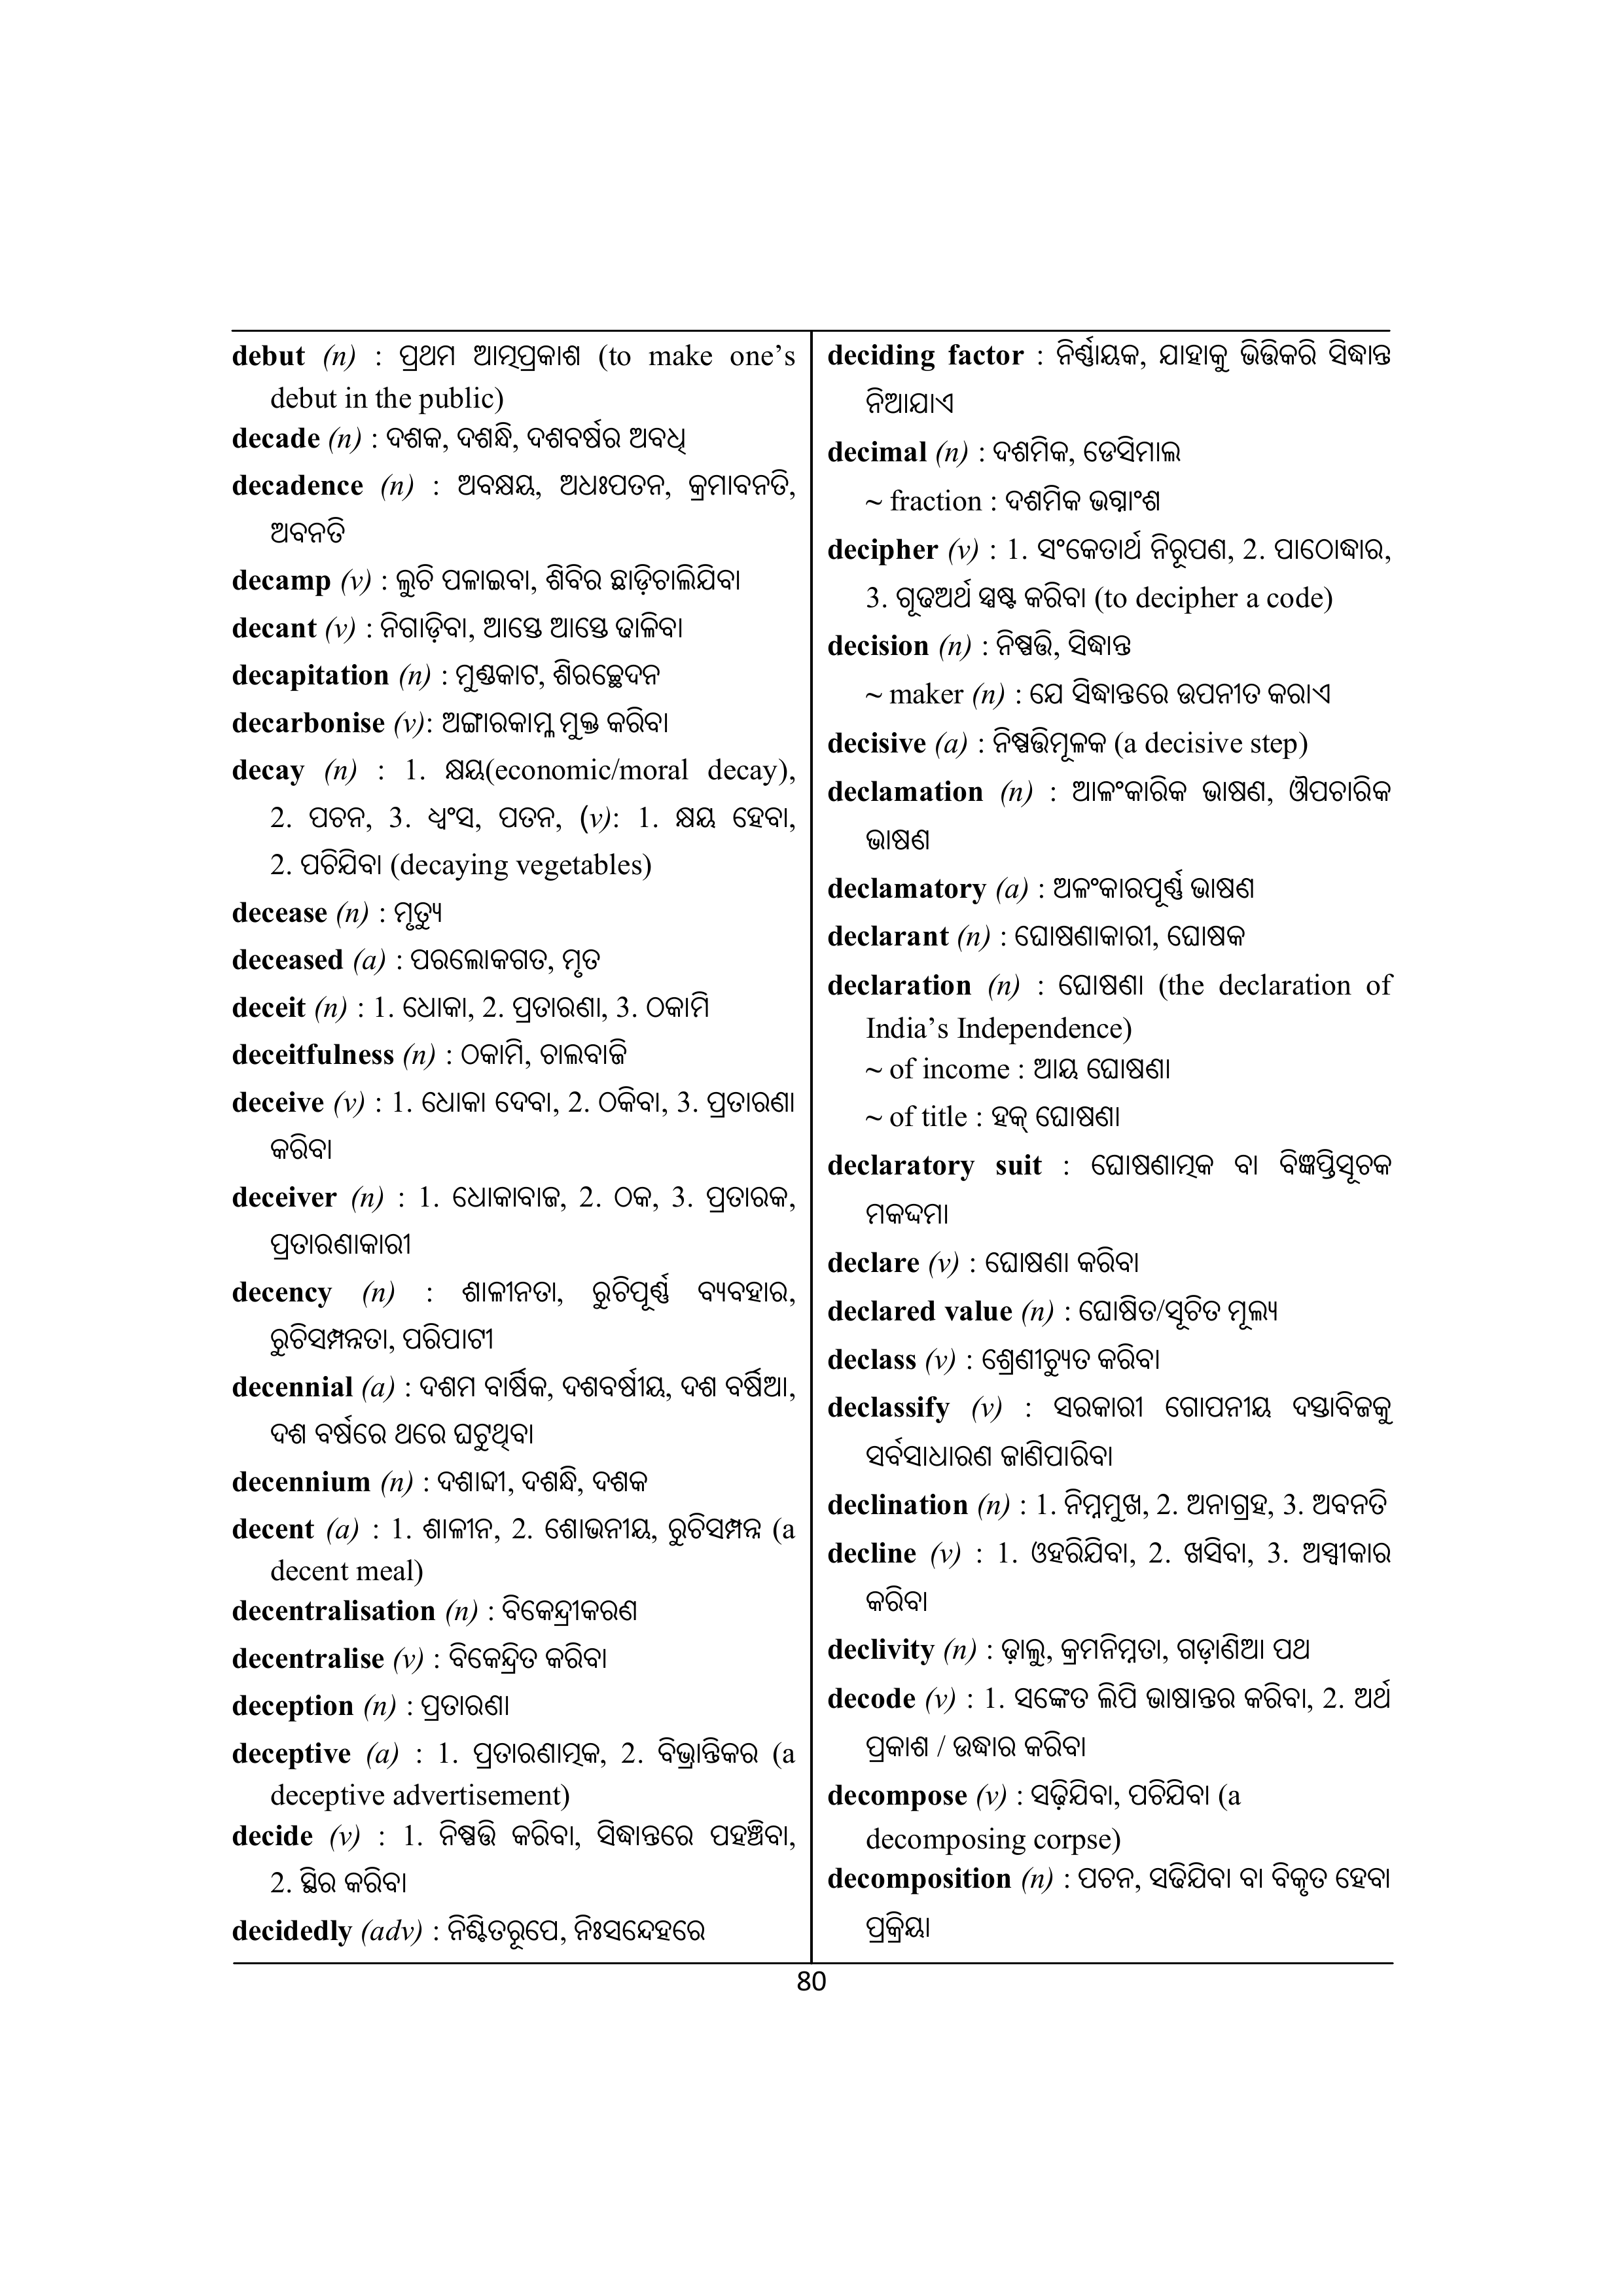 debut (n) : ପ୍ରଥମ ଆତ୍ମପ୍ରକାଶ (to make one’s
debut in the public)
decade (n) : ଦଶକ, ଦଶନ୍ଧି, ଦଶବର୍ଷର ଅବଧି
decadence (n) : ଅବକ୍ଷୟ, ଅଧଃପତନ, କ୍ରମାବନତି,
ଅବନତି
decamp (v) : ଲୁଚି ପଳାଇବା, ଶିବିର ଛାଡ଼ିଚାଲିଯିବା
decant (v) : ନିଗାଡ଼ିବା, ଆସ୍ତେ ଆସ୍ତେ ଢାଳିବା
decapitation (n) : ମୁଣ୍ଡକାଟ, ଶିରଚ୍ଛେଦନ
decarbonise (v): ଅଙ୍ଗାରକାମ୍ଳ ମୁକ୍ତ କରିବା
decay (n) : 1. କ୍ଷୟ(economic/moral decay),
2. ପଚନ, 3. ଧ୍ୱଂସ, ପତନ, (v): 1. କ୍ଷୟ ହେବା,
2. ପଚିଯିବା (decaying vegetables)
decease (n) : ମୃତ୍ୟୁ
deceased (a) : ପରଲୋକଗତ, ମୃତ
deceit (n) : 1. ଧୋକା, 2. ପ୍ରତାରଣା, 3. ଠକାମି
deceitfulness (n) : ଠକାମି, ଚାଲବାଜି
deceive (v) : 1. ଧୋକା ଦେବା, 2. ଠକିବା, 3. ପ୍ରତାରଣା
କରିବା
deceiver (n) : 1. ଧୋକାବାଜ, 2. ଠକ, 3. ପ୍ରତାରକ,
ପ୍ରତାରଣାକାରୀ
decency (n) : ଶାଳୀନତା, ରୁଚିପୂର୍ଣ୍ଣ ବ୍ୟବହାର,
ରୁଚିସମ୍ପନ୍ନତା, ପରିପାଟୀ
decennial (a) : ଦଶମ ବାର୍ଷିକ, ଦଶବର୍ଷୀୟ, ଦଶ ବର୍ଷିଆ,
ଦଶ ବର୍ଷରେ ଥରେ ଘଟୁଥିବା
decennium (n) : ଦଶାବ୍ଦୀ, ଦଶନ୍ଧି, ଦଶକ
decent (a) : 1. ଶାଳୀନ, 2. ଶୋଭନୀୟ, ରୁଚିସମ୍ପନ୍ନ (a
decent meal)
decentralisation (n) : ବିକେନ୍ଦ୍ରୀକରଣ
decentralise (v) : ବିକେନ୍ଦ୍ରିତ କରିବା
deception (n) : ପ୍ରତାରଣା
deceptive (a) : 1. ପ୍ରତାରଣାତ୍ମକ, 2. ବିଭ୍ରାନ୍ତିକର (a
deceptive advertisement)
decide (v) : 1. ନିଷ୍ପତ୍ତି କରିବା, ସିଦ୍ଧାନ୍ତରେ ପହଞ୍ଚିବା,
2. ସ୍ଥିର କରିବା
decidedly (adv) : ନିଶ୍ଚିତରୂପେ, ନିଃସନ୍ଦେହରେ
deciding factor : ନିର୍ଣ୍ଣାୟକ, ଯାହାକୁ ଭିତ୍ତିକରି ସିଦ୍ଧାନ୍ତ
ନିଆଯାଏ
decimal (n) : ଦଶମିକ, ଡେସିମାଲ
~ fraction : ଦଶମିକ ଭଗ୍ନାଂଶ
decipher (v) : 1. ସଂକେତାର୍ଥ ନିରୂପଣ, 2. ପାଠୋଦ୍ଧାର,
3. ଗୂଢଅର୍ଥ ସ୍ପଷ୍ଟ କରିବା (to decipher a code)
decision (n) : ନିଷ୍ପତ୍ତି, ସିଦ୍ଧାନ୍ତ
~ maker (n) : ଯେ ସିଦ୍ଧାନ୍ତରେ ଉପନୀତ କରାଏ
decisive (a) : ନିଷ୍ପତ୍ତିମୂଳକ (a decisive step)
declamation (n) : ଆଳଂକାରିକ ଭାଷଣ, ଔପଚାରିକ
ଭାଷଣ
declamatory (a) : ଅଳଂକାରପୂର୍ଣ୍ଣ ଭାଷଣ
declarant (n) : ଘୋଷଣାକାରୀ, ଘୋଷକ
declaration (n) : ଘୋଷଣା (the declaration of
India’s Independence)
~ of income : ଆୟ ଘୋଷଣା
~ of title : ହକ୍ ଘୋଷଣା
declaratory suit : ଘୋଷଣାତ୍ମକ ବା ବିଜ୍ଞପ୍ତିସୂଚକ
ମକଦ୍ଦମା
declare (v) : ଘୋଷଣା କରିବା
declared value (n) : ଘୋଷିତ/ସୂଚିତ ମୂଲ୍ୟ
declass (v) : ଶ୍ରେଣୀଚ୍ୟୁତ କରିବା
declassify (v) : ସରକାରୀ ଗୋପନୀୟ ଦସ୍ତାବିଜକୁ
ସର୍ବସାଧାରଣ ଜାଣିପାରିବା
declination (n) : 1. ନିମ୍ନମୁଖ, 2. ଅନାଗ୍ରହ, 3. ଅବନତି
decline (v) : 1. ଓହରିଯିବା, 2. ଖସିବା, 3. ଅସ୍ୱୀକାର
କରିବା
declivity (n) : ଢ଼ାଲୁ, କ୍ରମନିମ୍ନତା, ଗଡ଼ାଣିଆ ପଥ
decode (v) : 1. ସଙ୍କେତ ଲିପି ଭାଷାନ୍ତର କରିବା, 2. ଅର୍ଥ
ପ୍ରକାଶ / ଉଦ୍ଧାର କରିବା
decompose (v) : ସଢ଼ିଯିବା, ପଚିଯିବା (a
decomposing corpse)
decomposition (n) : ପଚନ, ସଢିଯିବା ବା ବିକୃତ ହେବା
ପ୍ରକ୍ରିୟା
80